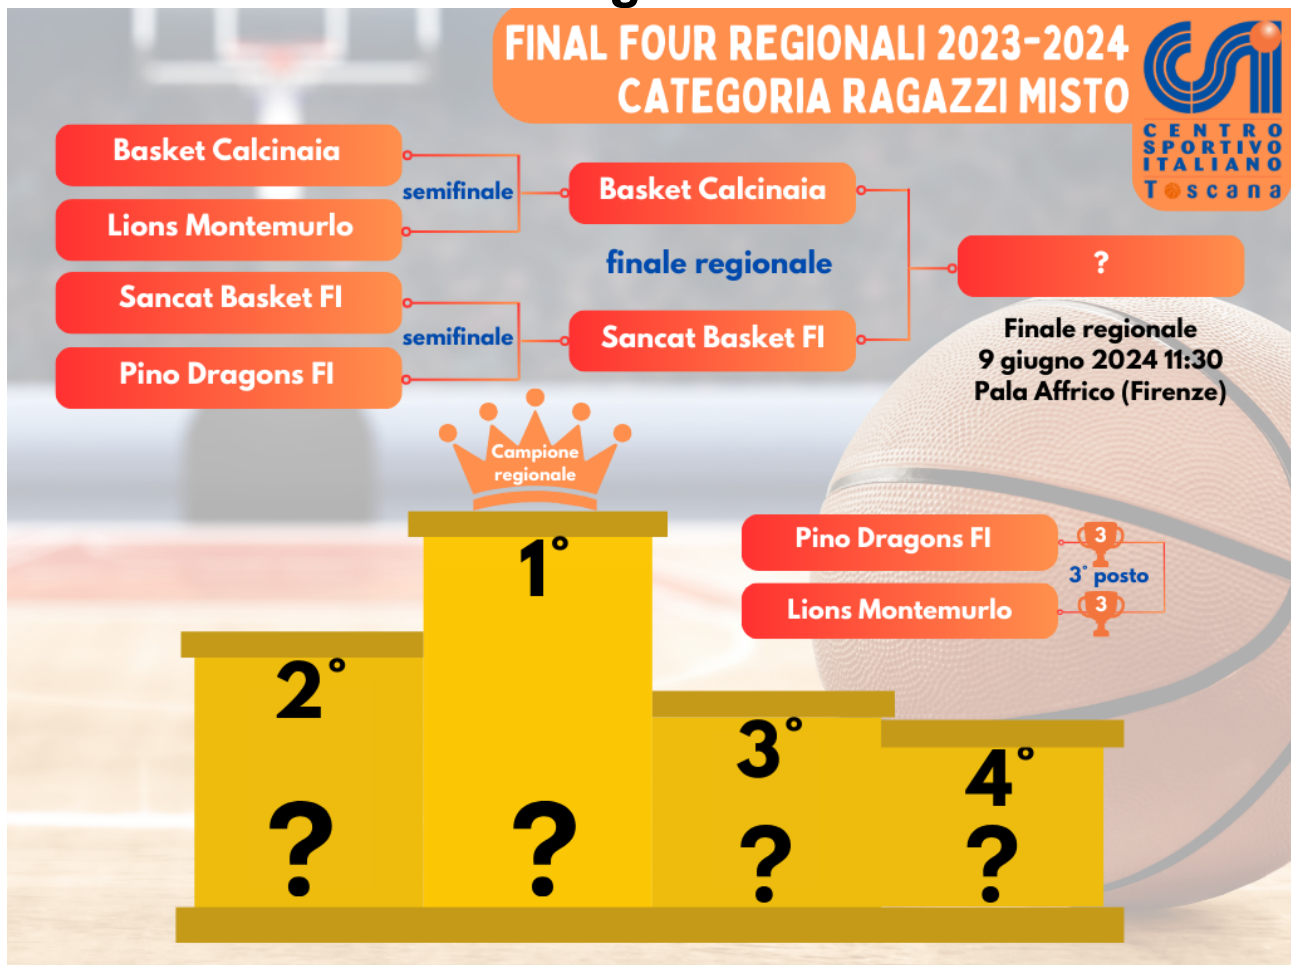 FINAL FOUR REGIONALI 2023-2024
CATEGORIA RAGAZZI MISTO
CSI
CENTRO
SPORTIVO
ITALIANO
Toscana
Basket Calcinaia
semifinale
Lions Montemurlo
Sancat Basket FI
semifinale
Pino Dragons FI
Basket Calcinaia
finale regionale
Sancat Basket FI
?
Finale regionale
9 giugno 2024 11:30
Pala Affrico (Firenze)
Campione
regionale
Pino Dragons FI
3
3° posto
Lions Montemurlo
3
1°
?
2°
?
3°
?
4°
?